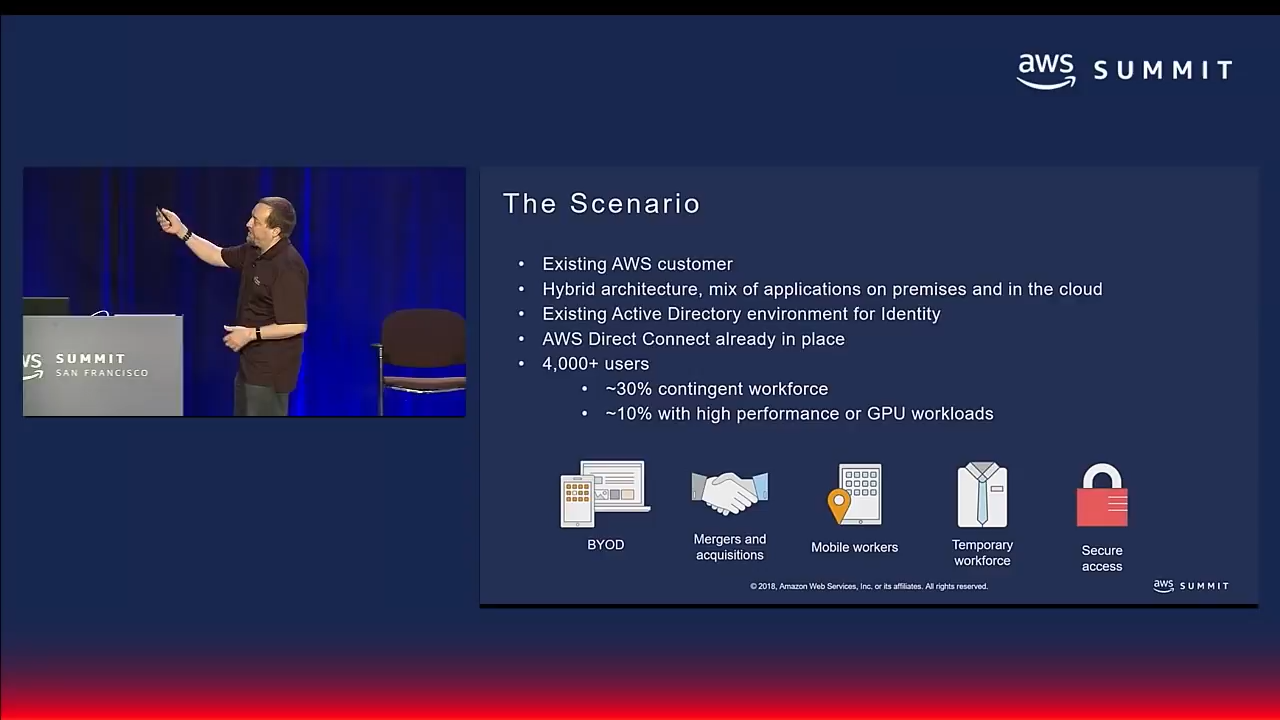 aws SUMMIT
The Scenario
• Existing AWS customer
• Hybrid architecture, mix of applications on premises and in the cloud
• Existing Active Directory environment for Identity
• AWS Direct Connect already in place
• 4,000+ users
• ~30% contingent workforce
• ~10% with high performance or GPU workloads
BYOD
Mergers and
acquisitions
Mobile workers
Temporary
workforce
Secure
access
© 2018, Amazon Web Services, Inc. or its affiliates. All rights reserved.
aws SUMMIT
WS SUMMIT
SAN FRANCISCO